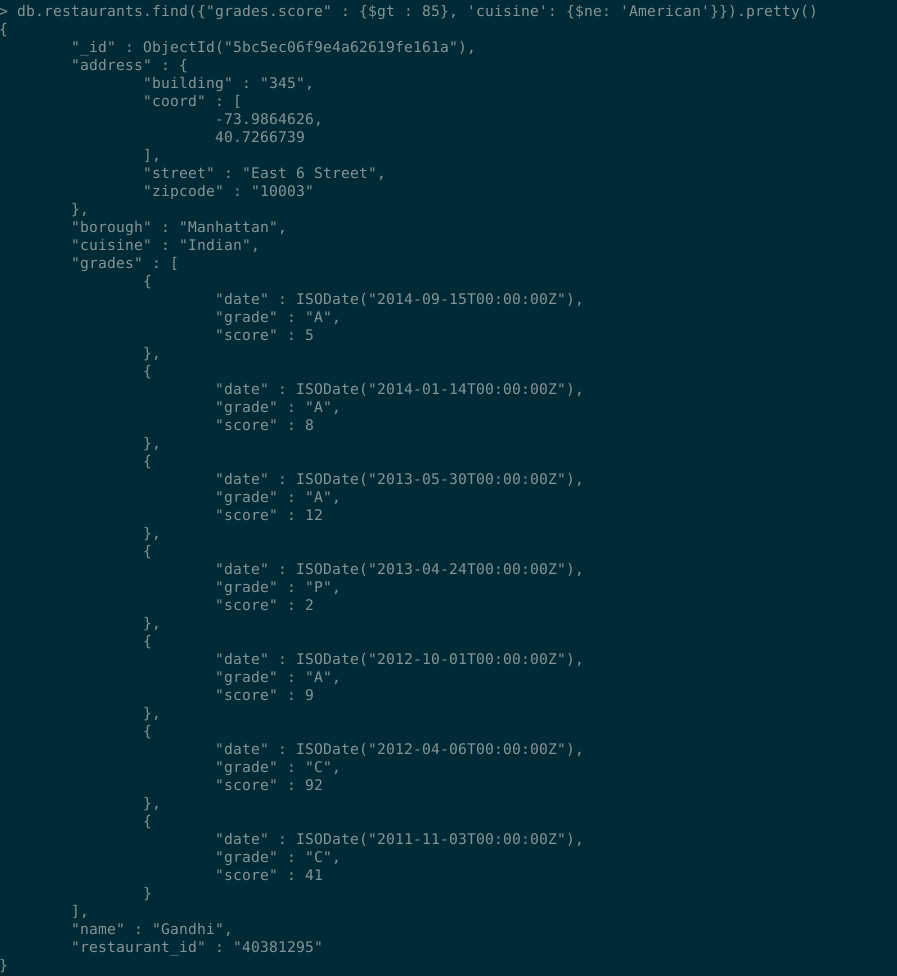 > db.restaurants.find({"grades.score" : {$gt : 85}, 'cuisine': {$ne: 'American'}}).pretty()
{
        "_id" : ObjectId("5bc5ec06f9e4a62619fe161a"),
        "address" : {
                "building" : "345",
                "coord" : [
                        -73.9864626,
                        40.7266739
                ],
                "street" : "East 6 Street",
                "zipcode" : "10003"
        },
        "borough" : "Manhattan",
        "cuisine" : "Indian",
        "grades" : [
                {
                        "date" : ISODate("2014-09-15T00:00:00Z"),
                        "grade" : "A",
                        "score" : 5
                },
                {
                        "date" : ISODate("2014-01-14T00:00:00Z"),
                        "grade" : "A",
                        "score" : 8
                },
                {
                        "date" : ISODate("2013-05-30T00:00:00Z"),
                        "grade" : "A",
                        "score" : 12
                },
                {
                        "date" : ISODate("2013-04-24T00:00:00Z"),
                        "grade" : "P",
                        "score" : 2
                },
                {
                        "date" : ISODate("2012-10-01T00:00:00Z"),
                        "grade" : "A",
                        "score" : 9
                },
                {
                        "date" : ISODate("2012-04-06T00:00:00Z"),
                        "grade" : "C",
                        "score" : 92
                },
                {
                        "date" : ISODate("2011-11-03T00:00:00Z"),
                        "grade" : "C",
                        "score" : 41
                }
        ],
        "name" : "Gandhi",
        "restaurant_id" : "40381295"
}